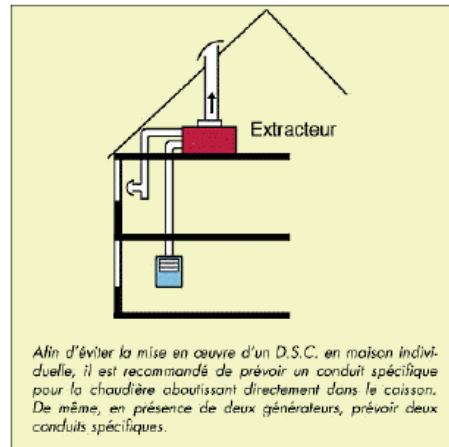 Extracteur
Afin d'éviter la mise en œuvre d'un D.S.C. en maison indivi-
duelle, il est recommandé de prévoir un conduit spécifique
pour la chaudière aboutissant directement dans le caisson.
De même, en présence de deux générateurs, prévoir deux
conduits spécifiques.